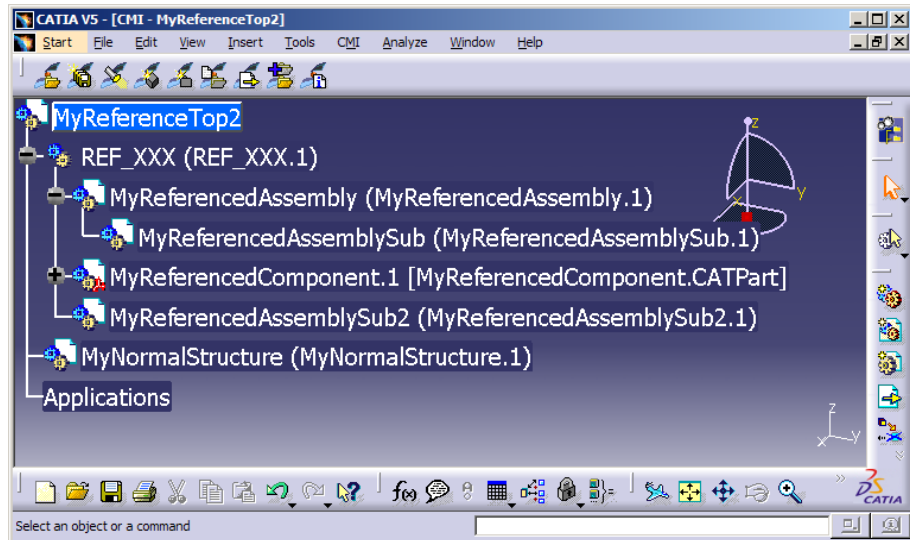 CATIA V5 - [CMI - MyReferenceTop2]
Start File Edit View Insert Tools CMI Analyze Window Help
MyReferenceTop2
REF_XXX (REF_XXX.1)
MyReferencedAssembly (MyReferencedAssembly.1)
MyReferencedAssemblySub (MyReferencedAssemblySub.1)
MyReferencedComponent.1 [MyReferencedComponent.CATPart]
MyReferencedAssemblySub2 (MyReferencedAssemblySub2.1)
MyNormalStructure (MyNormalStructure.1)
Applications
z
y
x
z
y
x
f(x)
CATIA
Select an object or a command